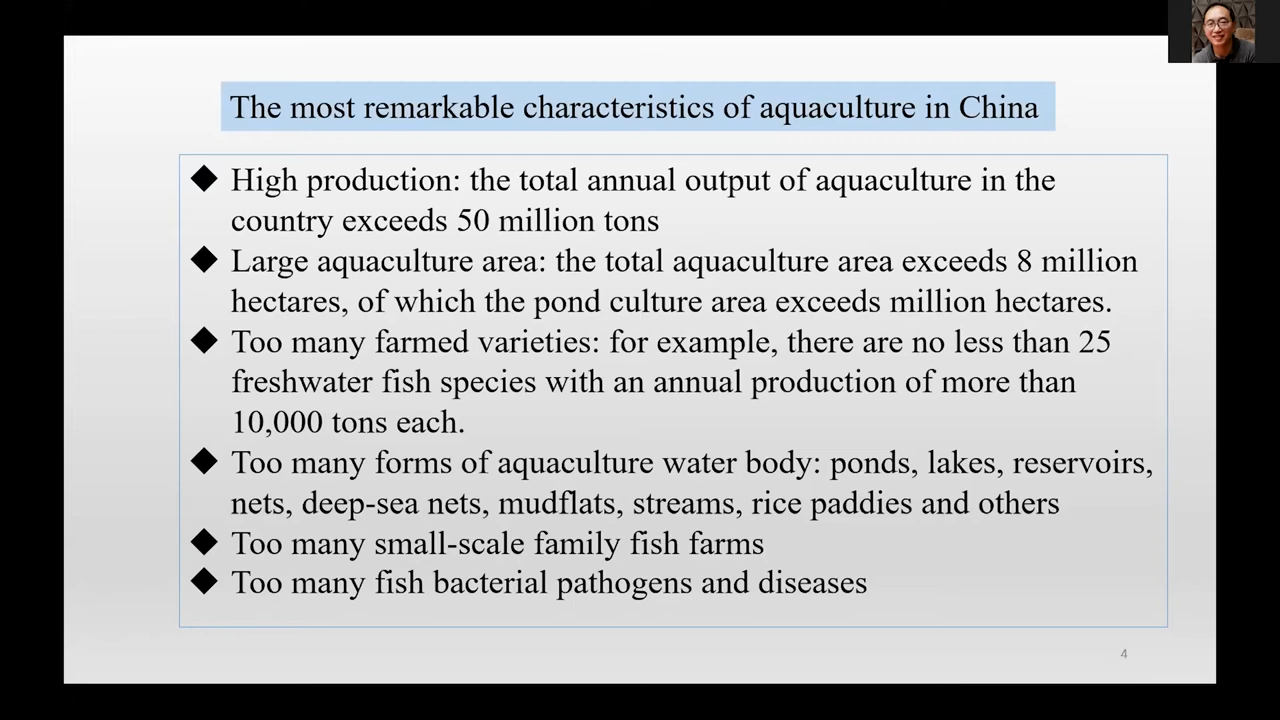 The most remarkable characteristics of aquaculture in China
◆ High production: the total annual output of aquaculture in the
country exceeds 50 million tons
◆ Large aquaculture area: the total aquaculture area exceeds 8 million
hectares, of which the pond culture area exceeds million hectares.
◆ Too many farmed varieties: for example, there are no less than 25
freshwater fish species with an annual production of more than
10,000 tons each.
◆ Too many forms of aquaculture water body: ponds, lakes, reservoirs,
nets, deep-sea nets, mudflats, streams, rice paddies and others
◆ Too many small-scale family fish farms
◆ Too many fish bacterial pathogens and diseases
4